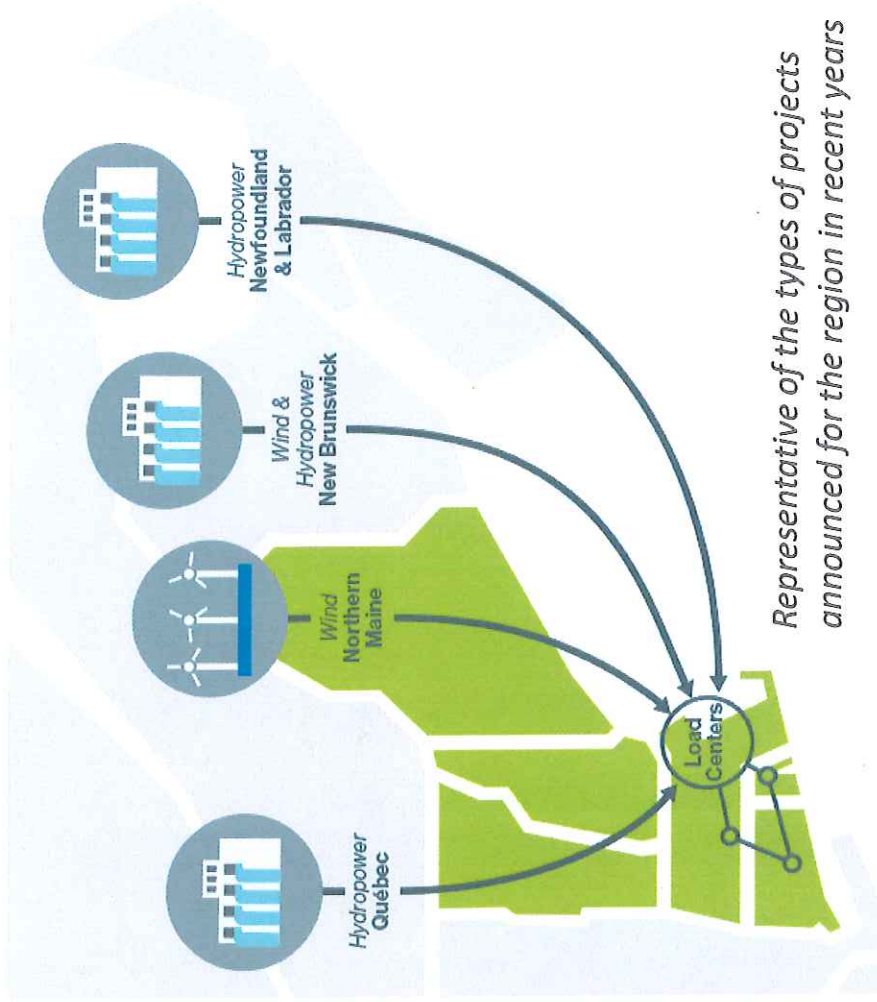 Hydropower
Québec
Wind
Northern
Maine
Wind &
Hydropower
New Brunswick
Hydropower
Newfoundland
& Labrador
Load
Centers
Representative of the types of projects
announced for the region in recent years